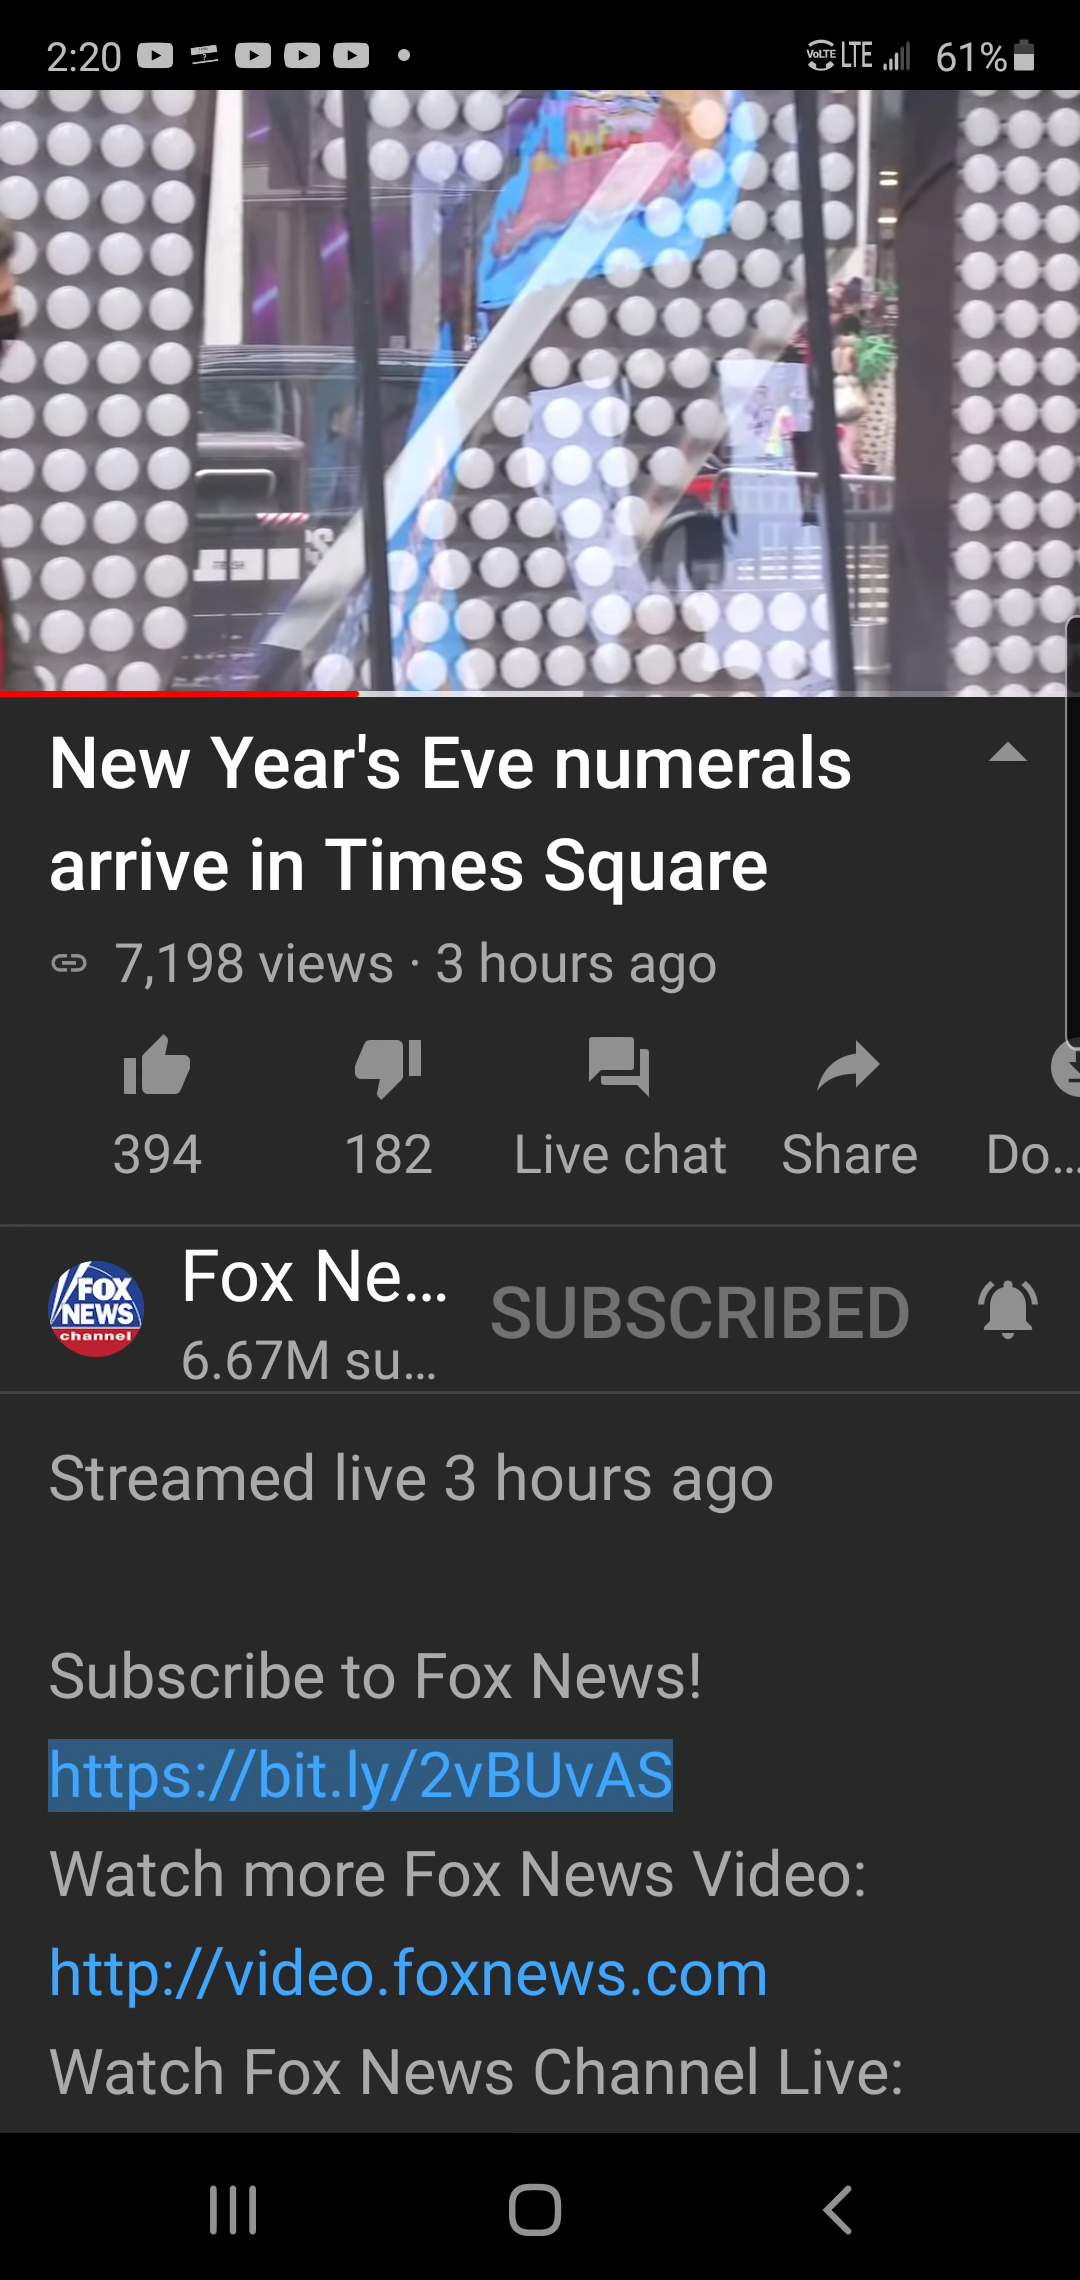 2:20
VoLTE LTE 61%
New Year's Eve numerals
arrive in Times Square
7,198 views · 3 hours ago
394 182 Live chat Share Do...
FOX
NEWS
channel
Fox Ne...
6.67M su...
SUBSCRIBED
Streamed live 3 hours ago
Subscribe to Fox News!
https://bit.ly/2vBUvAS
Watch more Fox News Video:
http://video.foxnews.com
Watch Fox News Channel Live: